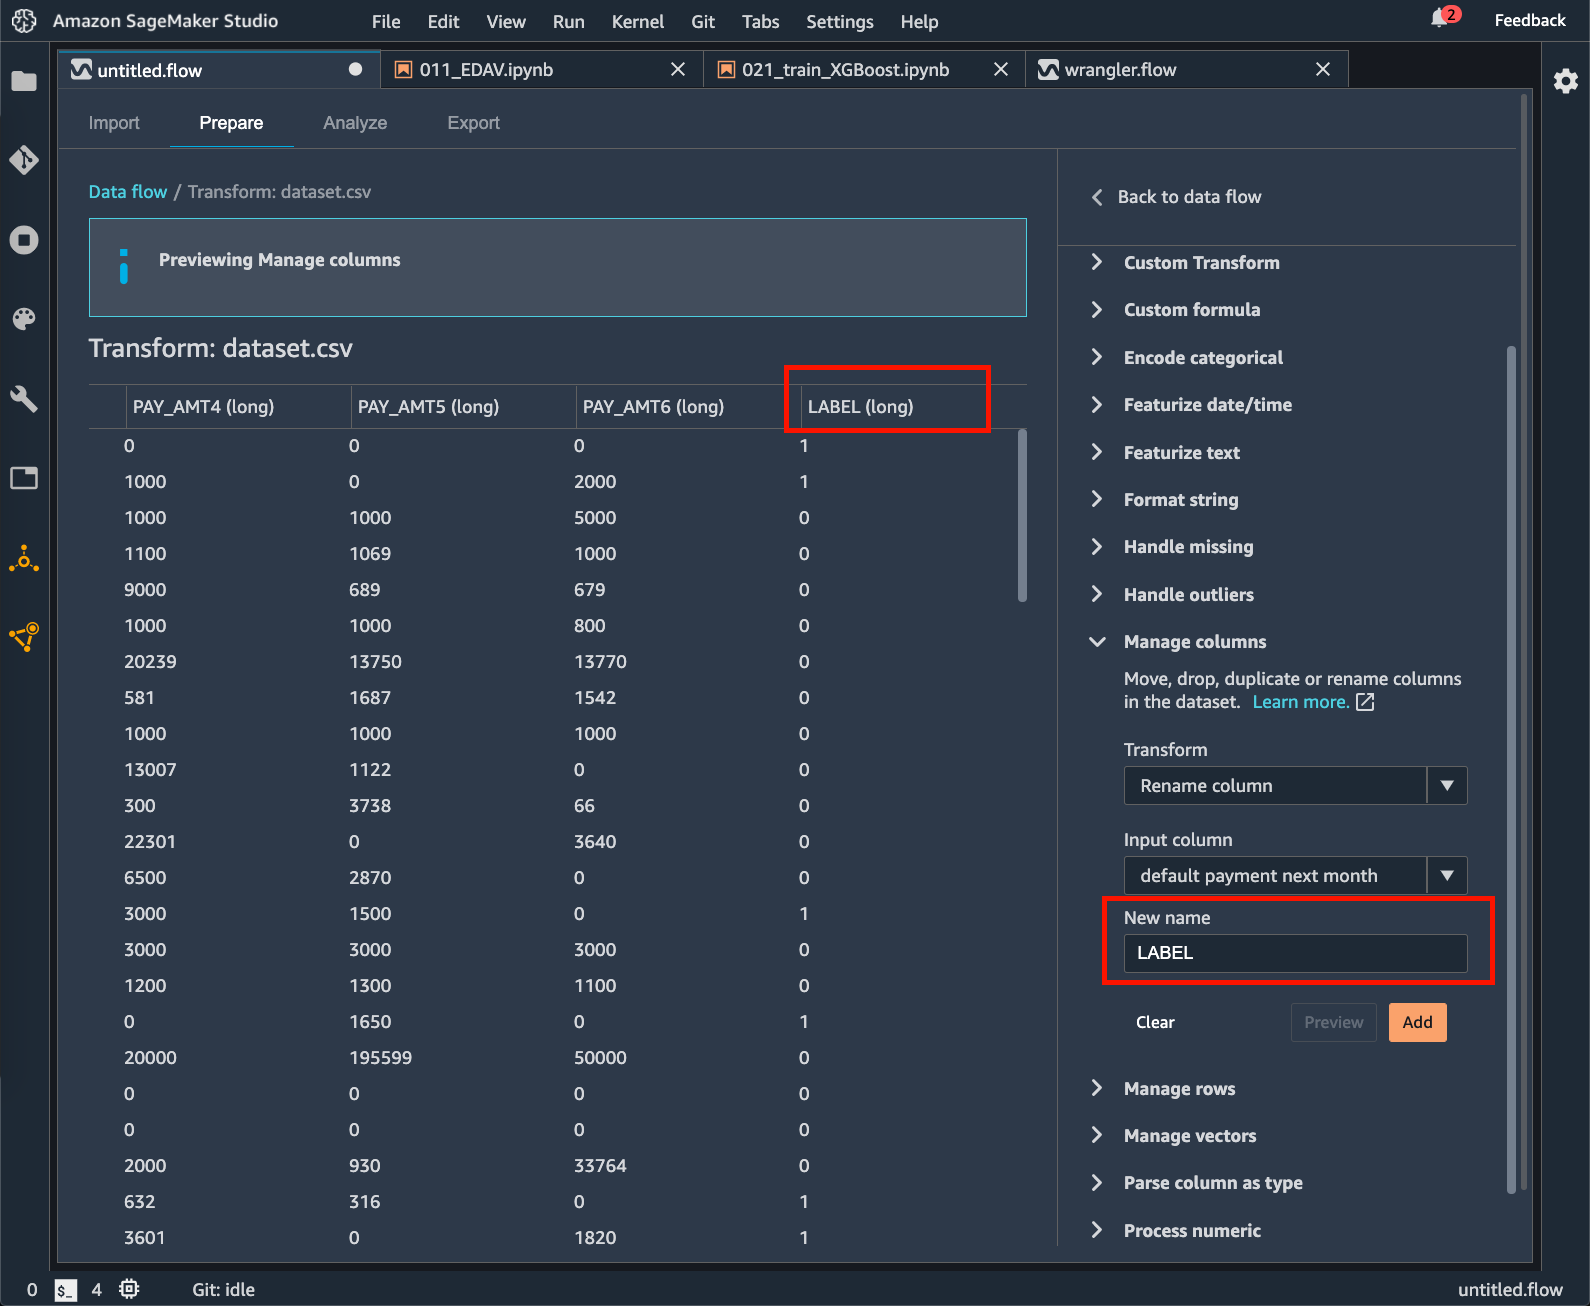 Amazon SageMaker Studio File Edit View Run Kernel Git Tabs Settings Help 2 Feedback
untitled.flow 011_EDAV.ipynb 021_train_XGBoost.ipynb wrangler.flow
Import Prepare Analyze Export
Data flow / Transform: dataset.csv
Previewing Manage columns
Transform: dataset.csv
PAY_AMT4 (long) PAY_AMT5 (long) PAY_AMT6 (long) LABEL (long)
0 0 0 1
1000 0 2000 1
1000 1000 5000 0
1100 1069 1000 0
9000 689 679 0
1000 1000 800 0
20239 13750 13770 0
581 1687 1542 0
1000 1000 1000 0
13007 1122 0 0
300 3738 66 0
22301 0 3640 0
6500 2870 0 0
3000 1500 0 1
3000 3000 3000 0
1200 1300 1100 0
0 1650 0 1
20000 195599 50000 0
0 0 0 0
0 0 0 0
2000 930 33764 0
632 316 0 1
3601 0 1820 1
Back to data flow
Custom Transform
Custom formula
Encode categorical
Featurize date/time
Featurize text
Format string
Handle missing
Handle outliers
Manage columns
Move, drop, duplicate or rename columns
in the dataset. Learn more.
Transform
Rename column
Input column
default payment next month
New name
LABEL
Clear Preview Add
Manage rows
Manage vectors
Parse column as type
Process numeric
0 $_ 4 Git: idle untitled.flow